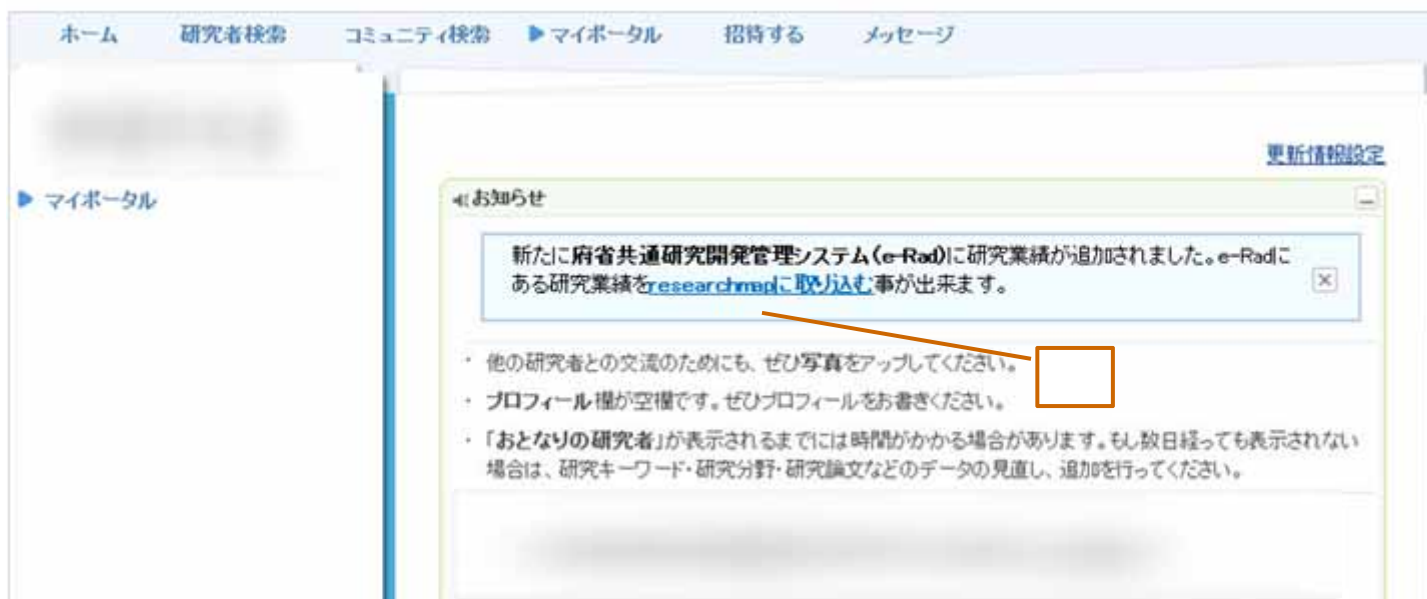 ホーム 研究者検索 コミュニティ検索 マイポータル 招待する メッセージ
更新情報設定
マイポータル
お知らせ
新たに府省共通研究開発管理システム(e-Rad)に研究業績が追加されました。e-Radに
ある研究業績をresearchmapに取り込む事が出来ます。
・ 他の研究者との交流のためにも、ぜひ写真をアップしてください。
・ プロフィール欄が空欄です。ぜひプロフィールをお書きください。
・ 「おとなりの研究者」が表示されるまでには時間がかかる場合があります。もし数日経っても表示されない
場合は、研究キーワード・研究分野・研究論文などのデータの見直し、追加を行ってください。